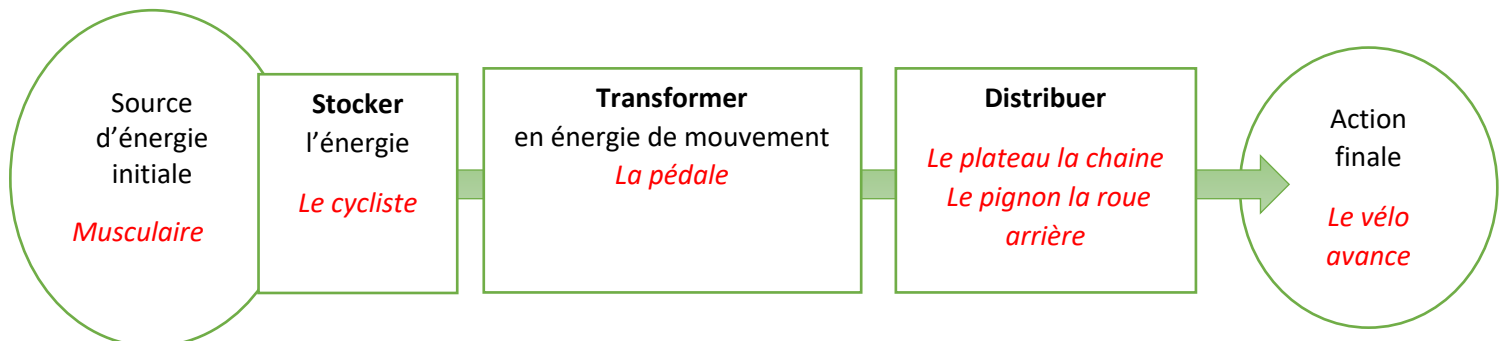 Source
d’énergie
initiale
Musculaire
Stocker
l’énergie
Le cycliste
Transformer
en énergie de mouvement
La pédale
Distribuer
Le plateau la chaine
Le pignon la roue
arrière
Action
finale
Le vélo
avance